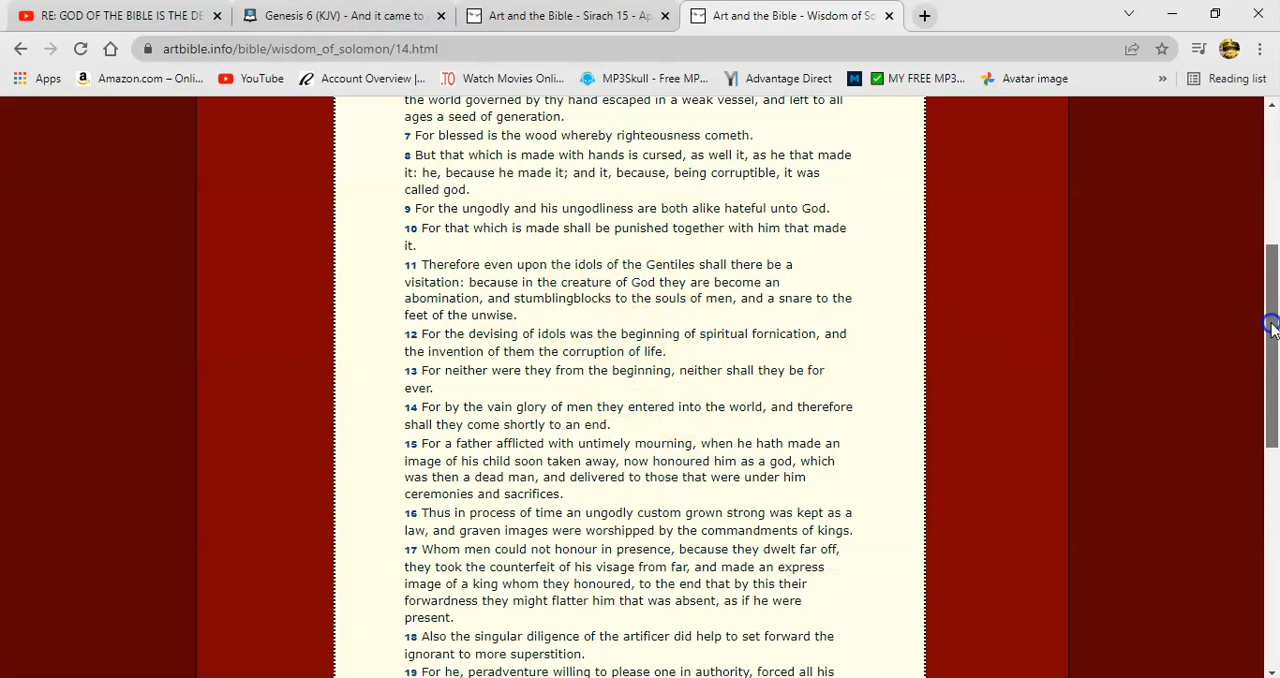 RE: GOD OF THE BIBLE IS THE DE
Genesis 6 (KJV) - And it came to
Art and the Bible - Sirach 15 - Ap
Art and the Bible - Wisdom of So
artbible.info/bible/wisdom_of_solomon/14.html
Apps
Amazon.com – Onli...
YouTube
Account Overview |...
Watch Movies Onli...
MP3Skull - Free MP...
Advantage Direct
MY FREE MP3...
Avatar image
»
Reading list
the world governed by thy hand escaped in a weak vessel, and left to all
ages a seed of generation.
7 For blessed is the wood whereby righteousness cometh.
8 But that which is made with hands is cursed, as well it, as he that made
it: he, because he made it; and it, because, being corruptible, it was
called god.
9 For the ungodly and his ungodliness are both alike hateful unto God.
10 For that which is made shall be punished together with him that made
it.
11 Therefore even upon the idols of the Gentiles shall there be a
visitation: because in the creature of God they are become an
abomination, and stumblingblocks to the souls of men, and a snare to the
feet of the unwise.
12 For the devising of idols was the beginning of spiritual fornication, and
the invention of them the corruption of life.
13 For neither were they from the beginning, neither shall they be for
ever.
14 For by the vain glory of men they entered into the world, and therefore
shall they come shortly to an end.
15 For a father afflicted with untimely mourning, when he hath made an
image of his child soon taken away, now honoured him as a god, which
was then a dead man, and delivered to those that were under him
ceremonies and sacrifices.
16 Thus in process of time an ungodly custom grown strong was kept as a
law, and graven images were worshipped by the commandments of kings.
17 Whom men could not honour in presence, because they dwelt far off,
they took the counterfeit of his visage from far, and made an express
image of a king whom they honoured, to the end that by this their
forwardness they might flatter him that was absent, as if he were
present.
18 Also the singular diligence of the artificer did help to set forward the
ignorant to more superstition.
19 For he, peradventure willing to please one in authority, forced all his